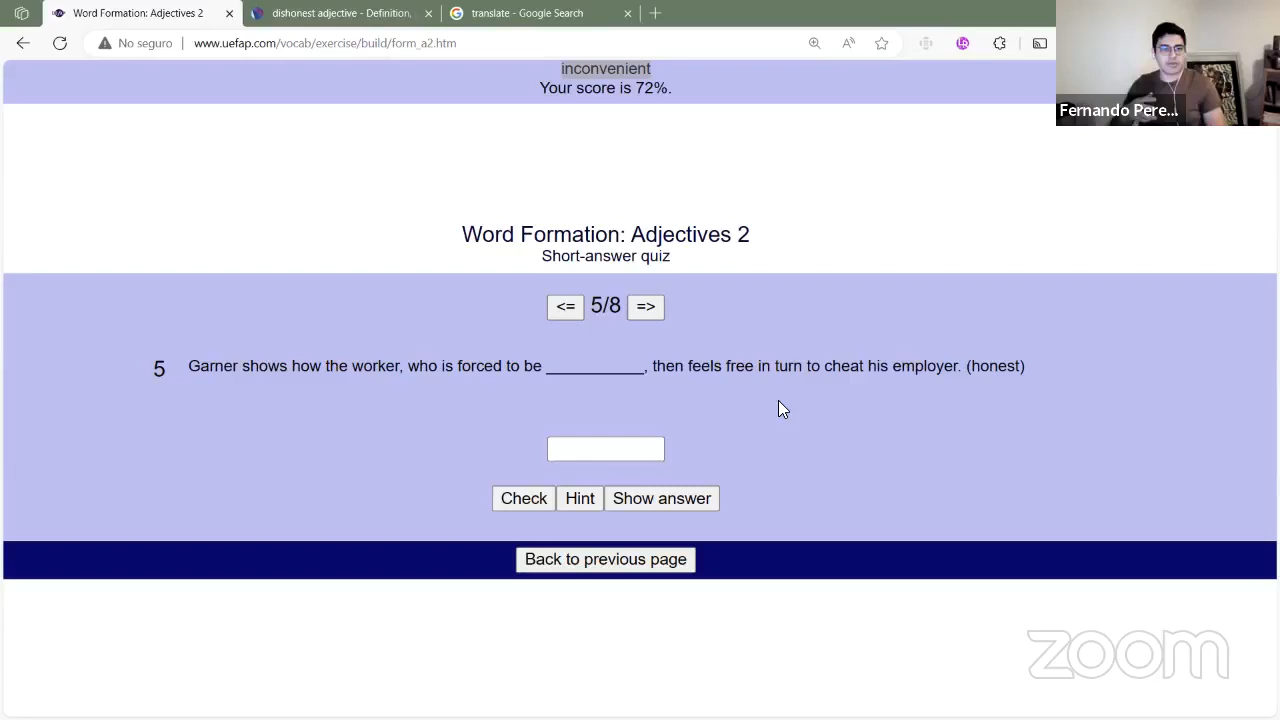 Word Formation: Adjectives 2
dishonest adjective - Definition,
translate - Google Search
No seguro
www.uefap.com/vocab/exercise/build/form_a2.htm
inconvenient
Your score is 72%.
Fernando Pere...
Word Formation: Adjectives 2
Short-answer quiz
<= 5/8 =>
5 Garner shows how the worker, who is forced to be ___________, then feels free in turn to cheat his employer. (honest)
Check Hint Show answer
Back to previous page
zoom